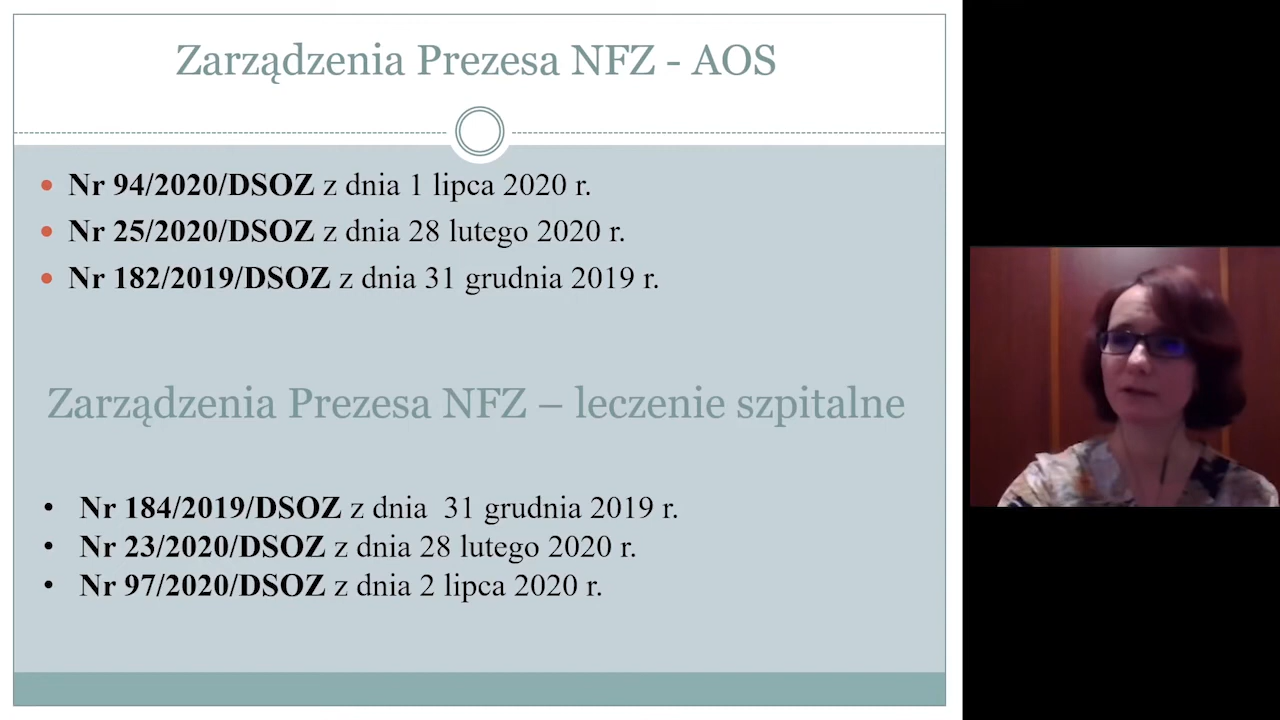 Zarządzenia Prezesa NFZ - AOS
• Nr 94/2020/DSOZ z dnia 1 lipca 2020 r.
• Nr 25/2020/DSOZ z dnia 28 lutego 2020 r.
• Nr 182/2019/DSOZ z dnia 31 grudnia 2019 r.
Zarządzenia Prezesa NFZ – leczenie szpitalne
• Nr 184/2019/DSOZ z dnia 31 grudnia 2019 r.
• Nr 23/2020/DSOZ z dnia 28 lutego 2020 r.
• Nr 97/2020/DSOZ z dnia 2 lipca 2020 r.